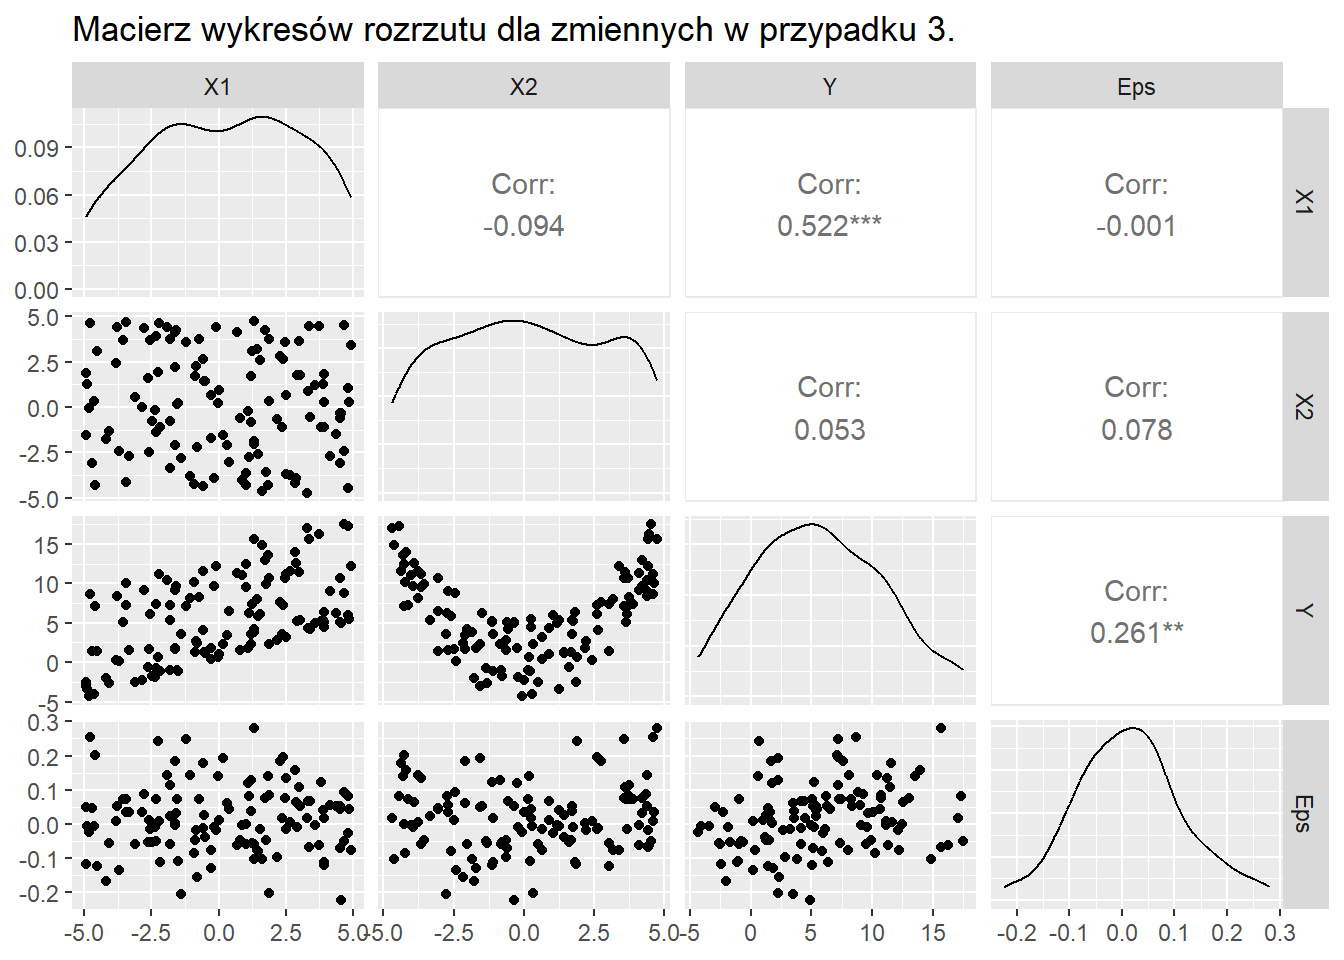 Macierz wykresów rozrzutu dla zmiennych w przypadku 3.
X1 X2 Y Eps
0.09
0.06
0.03
0.00
Corr:
-0.094
Corr:
0.522***
Corr:
-0.001
X1
5.0
2.5
0.0
-2.5
-5.0
Corr:
0.053
Corr:
0.078
X2
15
10
5
0
-5
Corr:
0.261**
Y
0.3
0.2
0.1
0.0
-0.1
-0.2
Eps
-5.0 -2.5 0.0 2.5 5.0
-5.0 -2.5 0.0 2.5 5.0
-5 0 5 10 15
-0.2 -0.1 0.0 0.1 0.2 0.3